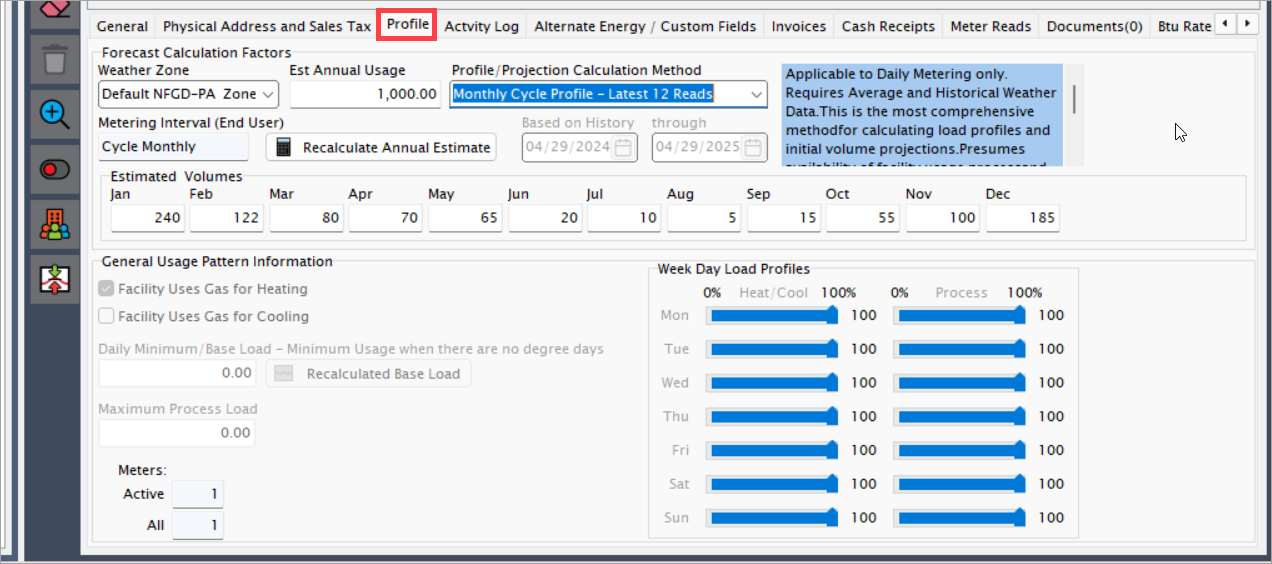 General Physical Address and Sales Tax Profile Actvity Log Alternate Energy / Custom Fields Invoices Cash Receipts Meter Reads Documents(0) Btu Rate
Forecast Calculation Factors
Weather Zone Est Annual Usage Profile/Projection Calculation Method
Default NFGD-PA Zone 1,000.00 Monthly Cycle Profile - Latest 12 Reads
Applicable to Daily Metering only.
Requires Average and Historical Weather
Data.This is the most comprehensive
methodfor calculating load profiles and
initial volume projections.Presumes
availability of facility usage processand
Metering Interval (End User) Based on History through
Cycle Monthly Recalculate Annual Estimate 04/29/2024 04/29/2025
Estimated Volumes
Jan Feb Mar Apr May Jun Jul Aug Sep Oct Nov Dec
240 122 80 70 65 20 10 5 15 55 100 185
General Usage Pattern Information
Facility Uses Gas for Heating
Facility Uses Gas for Cooling
Daily Minimum/Base Load - Minimum Usage when there are no degree days
0.00 Recalculated Base Load
Maximum Process Load
0.00
Meters:
Active 1
All 1
Week Day Load Profiles
0% Heat/Cool 100% 0% Process 100%
Mon 100 100
Tue 100 100
Wed 100 100
Thu 100 100
Fri 100 100
Sat 100 100
Sun 100 100